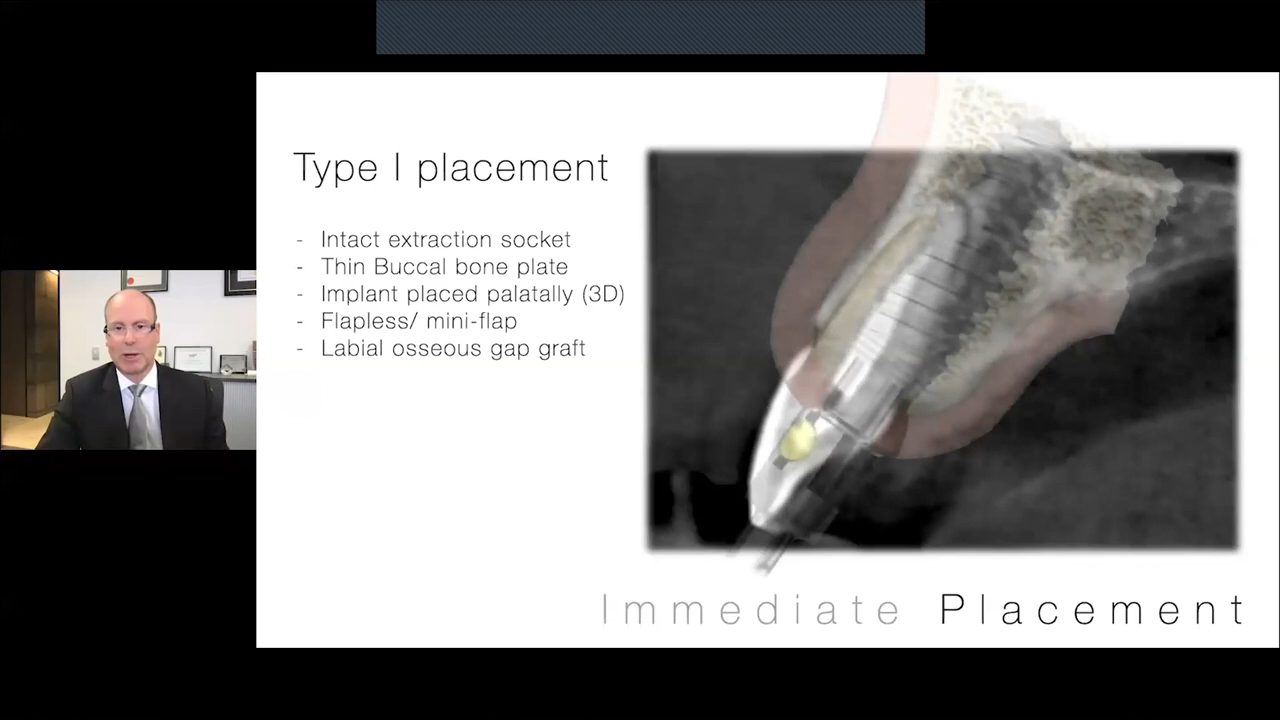 Type I placement
- Intact extraction socket
- Thin Buccal bone plate
- Implant placed palatally (3D)
- Flapless/ mini-flap
- Labial osseous gap graft
Immediate Placement